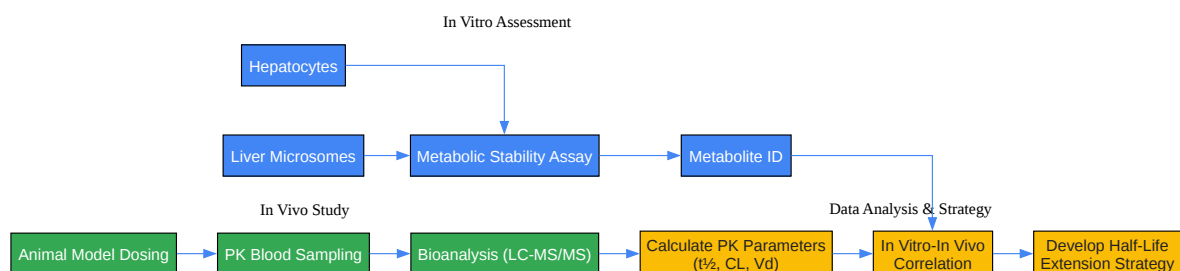 In Vitro Assessment
Hepatocytes
Liver Microsomes
Metabolic Stability Assay
Metabolite ID
In Vivo Study
Data Analysis & Strategy
Animal Model Dosing
PK Blood Sampling
Bioanalysis (LC-MS/MS)
Calculate PK Parameters
(t½, CL, Vd)
In Vitro-In Vivo
Correlation
Develop Half-Life
Extension Strategy